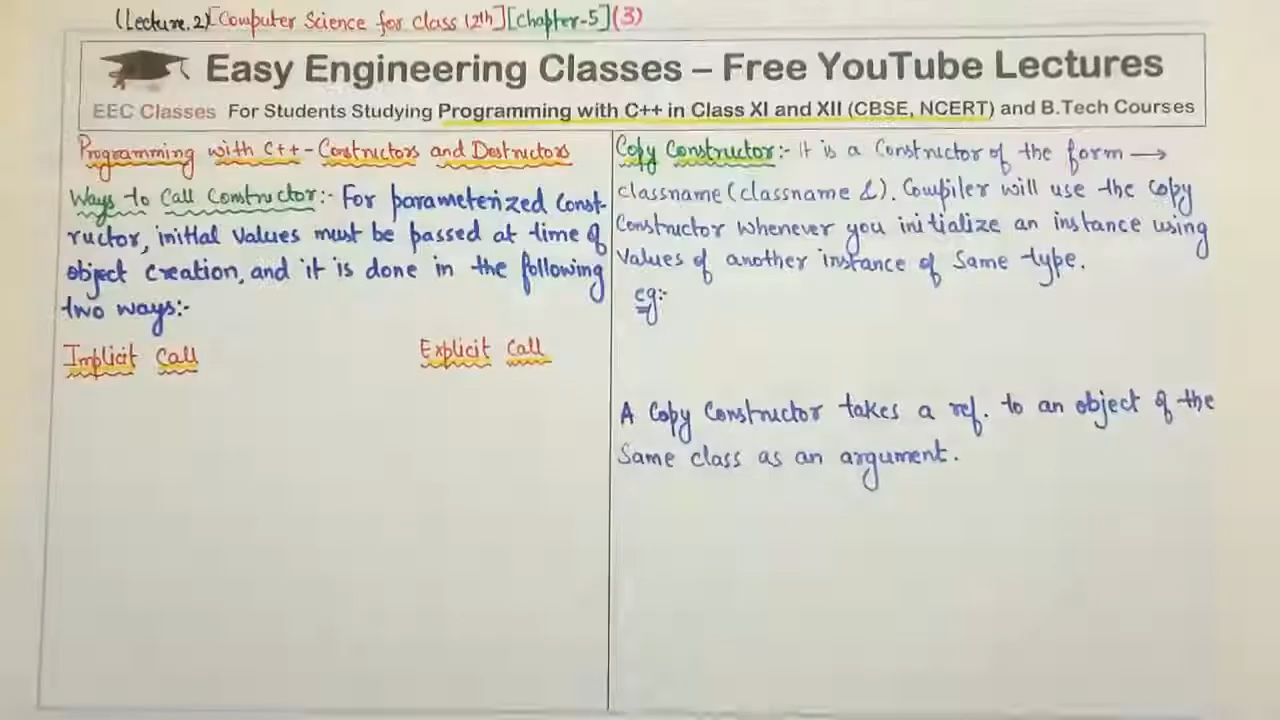 (Lecture.2)[Computer Science for Class 12th][Chapter-5](3)
Easy Engineering Classes – Free YouTube Lectures
EEC Classes For Students Studying Programming with C++ in Class XI and XII (CBSE, NCERT) and B.Tech Courses
Programming with C++ - Constructors and Destructors
Ways to Call Constructor:- For parameterized Const-
ructor, initial values must be passed at time of
object creation, and it is done in the following
two ways:-
Implicit Call
Explicit Call
Copy Constructor:- It is a Constructor of the form →
classname(classname &). Compiler will use the copy
Constructor whenever you initialize an instance using
values of another instance of same type.
eg:-
A Copy Constructor takes a ref. to an object of the
same class as an argument.